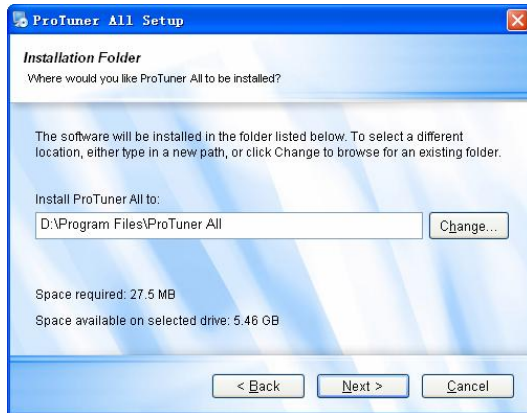 ProTuner All Setup
Installation Folder
Where would you like ProTuner All to be installed?
The software will be installed in the folder listed below. To select a different
location, either type in a new path, or click Change to browse for an existing folder.
Install ProTuner All to:
D:\Program Files\ProTuner All
Change...
Space required: 27.5 MB
Space available on selected drive: 5.46 GB
< Back
Next >
Cancel